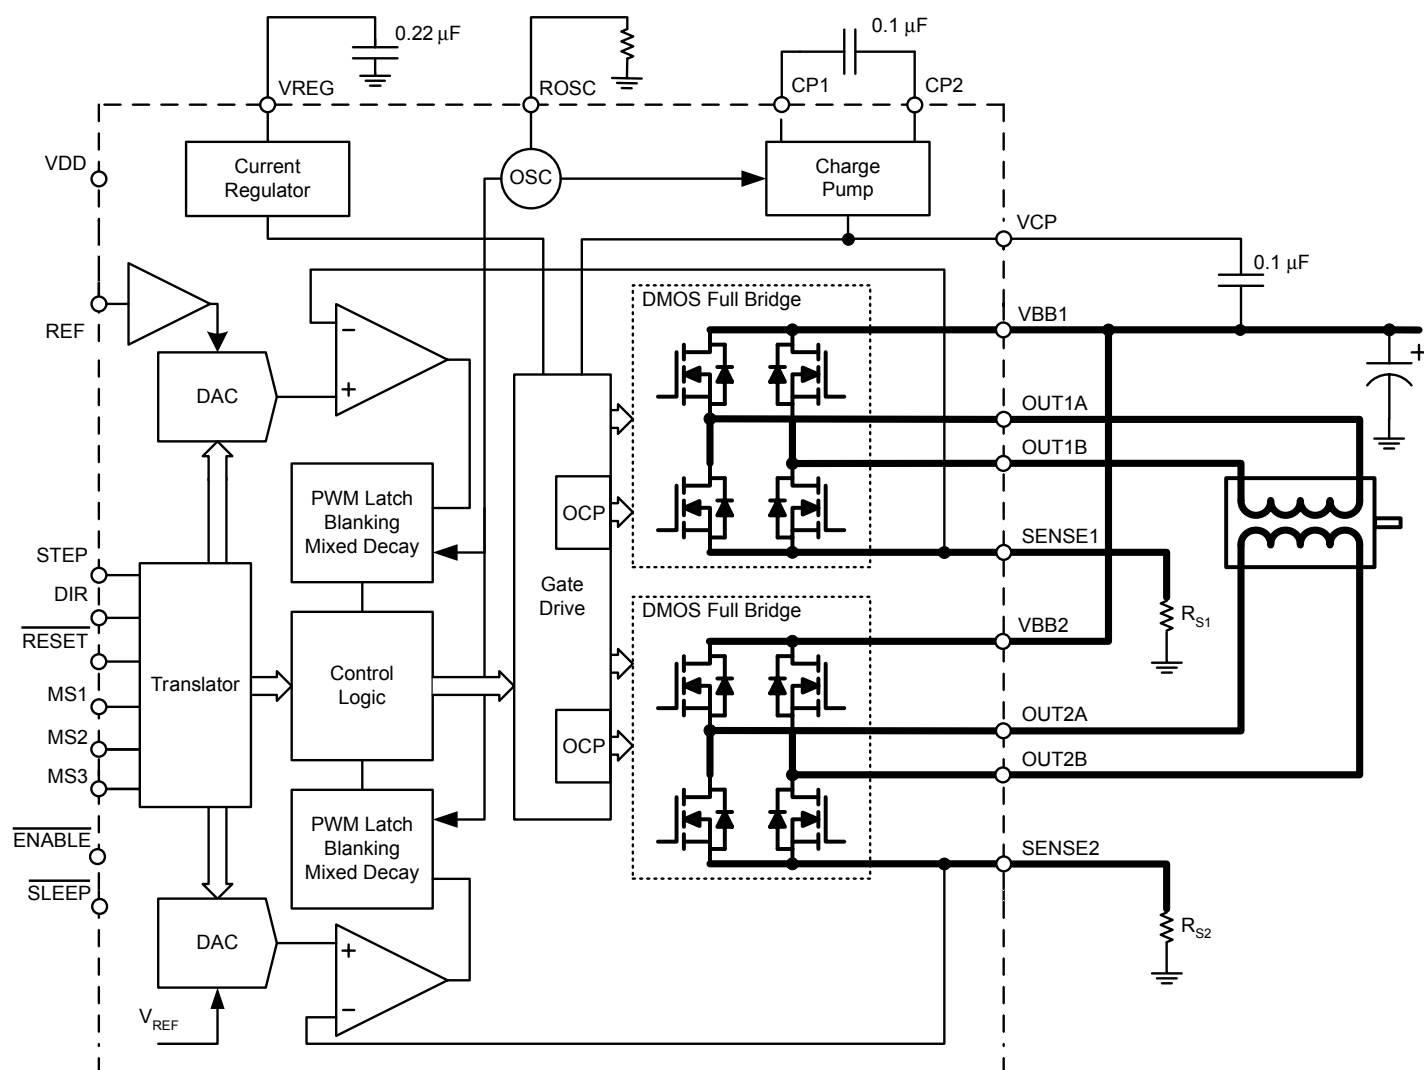 0.22 μF
0.1 μF
VREG
ROSC
CP1
CP2
VDD
Current
Regulator
OSC
Charge
Pump
VCP
0.1 μF
REF
DMOS Full Bridge
VBB1
+
−
+
DAC
OUT1A
OUT1B
PWM Latch
Blanking
Mixed Decay
OCP
SENSE1
STEP
DIR
RESET
MS1
MS2
MS3
Translator
Control
Logic
Gate
Drive
DMOS Full Bridge
RS1
VBB2
OUT2A
OCP
OUT2B
PWM Latch
Blanking
Mixed Decay
ENABLE
SLEEP
SENSE2
DAC
+
−
RS2
VREF